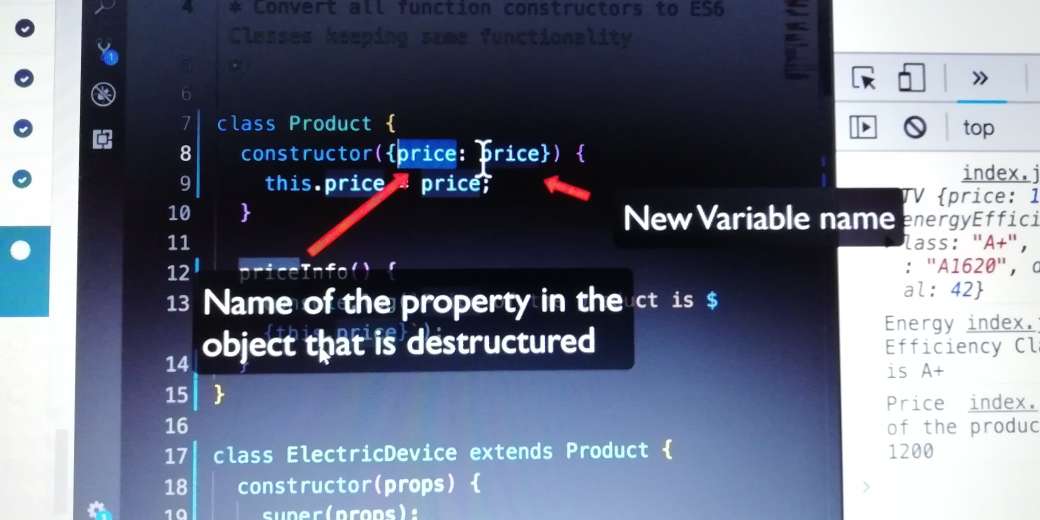 4 * Convert all function constructors to ES6
Classes keeping same functionality
6
7 class Product {
8 constructor({price: price}) {
9 this.price = price;
10 }
11
12 priceInfo() {
13 uct is $
{this.price}`);
14 }
15 }
16
17 class ElectricDevice extends Product {
18 constructor(props) {
19 super(props);
New Variable name
Name of the property in the
object that is destructured
1
1
top
index.j
TV {price: 1
energyEffici
lass: "A+",
: "A1620", d
al: 42}
Energy index.j
Efficiency Cla
is A+
Price index.
of the produc
1200